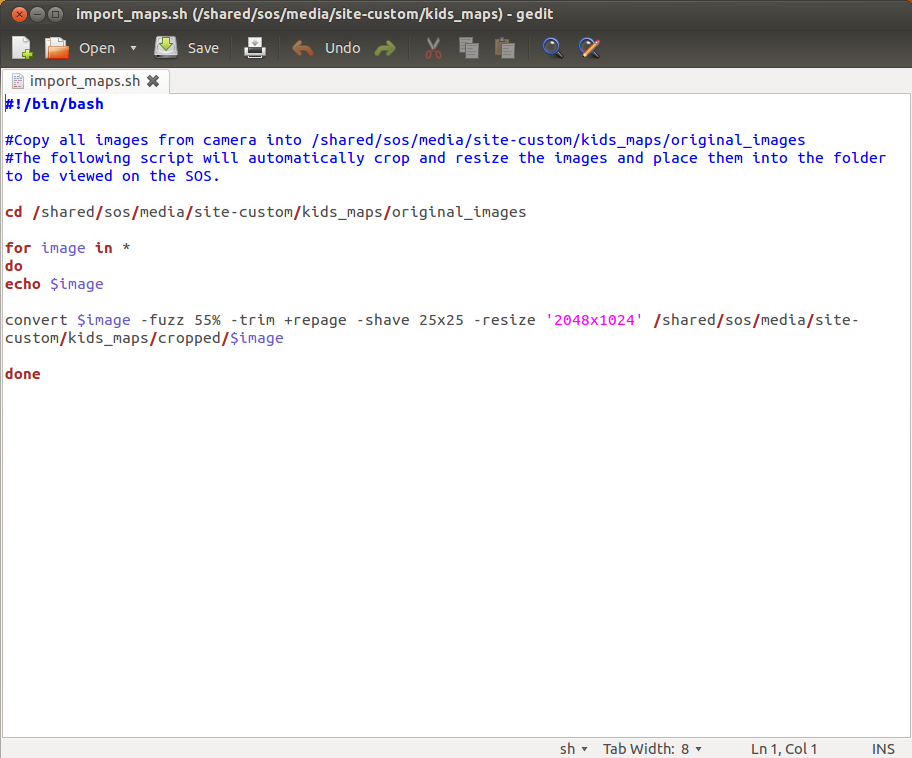 import_maps.sh (/shared/sos/media/site-custom/kids_maps) - gedit
Open Save Undo
import_maps.sh
#!/bin/bash
#Copy all images from camera into /shared/sos/media/site-custom/kids_maps/original_images
#The following script will automatically crop and resize the images and place them into the folder
to be viewed on the SOS.
cd /shared/sos/media/site-custom/kids_maps/original_images
for image in *
do
echo $image
convert $image -fuzz 55% -trim +repage -shave 25x25 -resize '2048x1024' /shared/sos/media/site-
custom/kids_maps/cropped/$image
done
sh Tab Width: 8 Ln 1, Col 1 INS